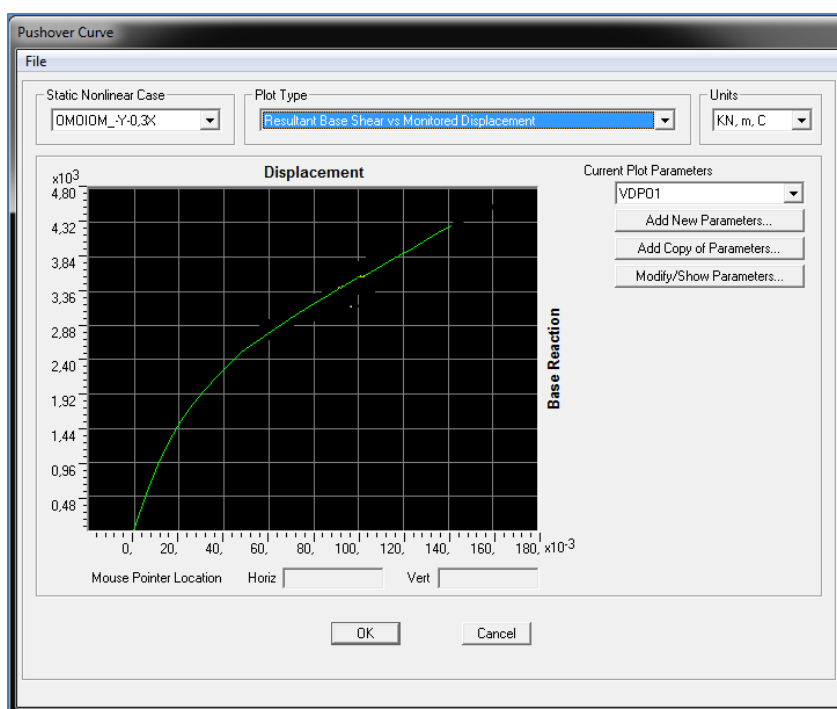 Pushover Curve
File
Static Nonlinear Case
OMOIOM_-Y-0,3X
Plot Type
Resultant Base Shear vs Monitored Displacement
Units
KN, m, C
Displacement
x10^3
4,80
4,32
3,84
3,36
2,88
2,40
1,92
1,44
0,96
0,48
0, 20, 40, 60, 80, 100, 120, 140, 160, 180, x10^-3
Base Reaction
Current Plot Parameters
VDPO1
Add New Parameters...
Add Copy of Parameters...
Modify/Show Parameters...
Mouse Pointer Location Horiz Vert
OK Cancel